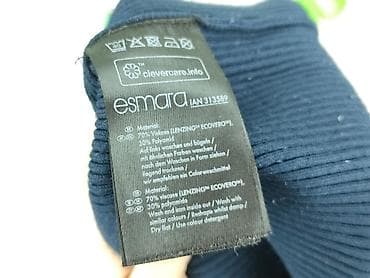 clevercare.info
esmara IAN 313589
Material:
70% Viskose (LENZING™ ECOVERO™),
30% Polyamid
Auf links waschen und bügeln /
mit ähnlichen Farben waschen /
nach dem Waschen in Form ziehen /
liegend trocknen /
wir empfehlen ein Colorwaschmittel
Material:
70% viscose (LENZING™ ECOVERO™),
30% polyamide
Wash and iron inside out / Wash with
similar colours / Reshape whilst damp /
Dry flat / Use colour detergent